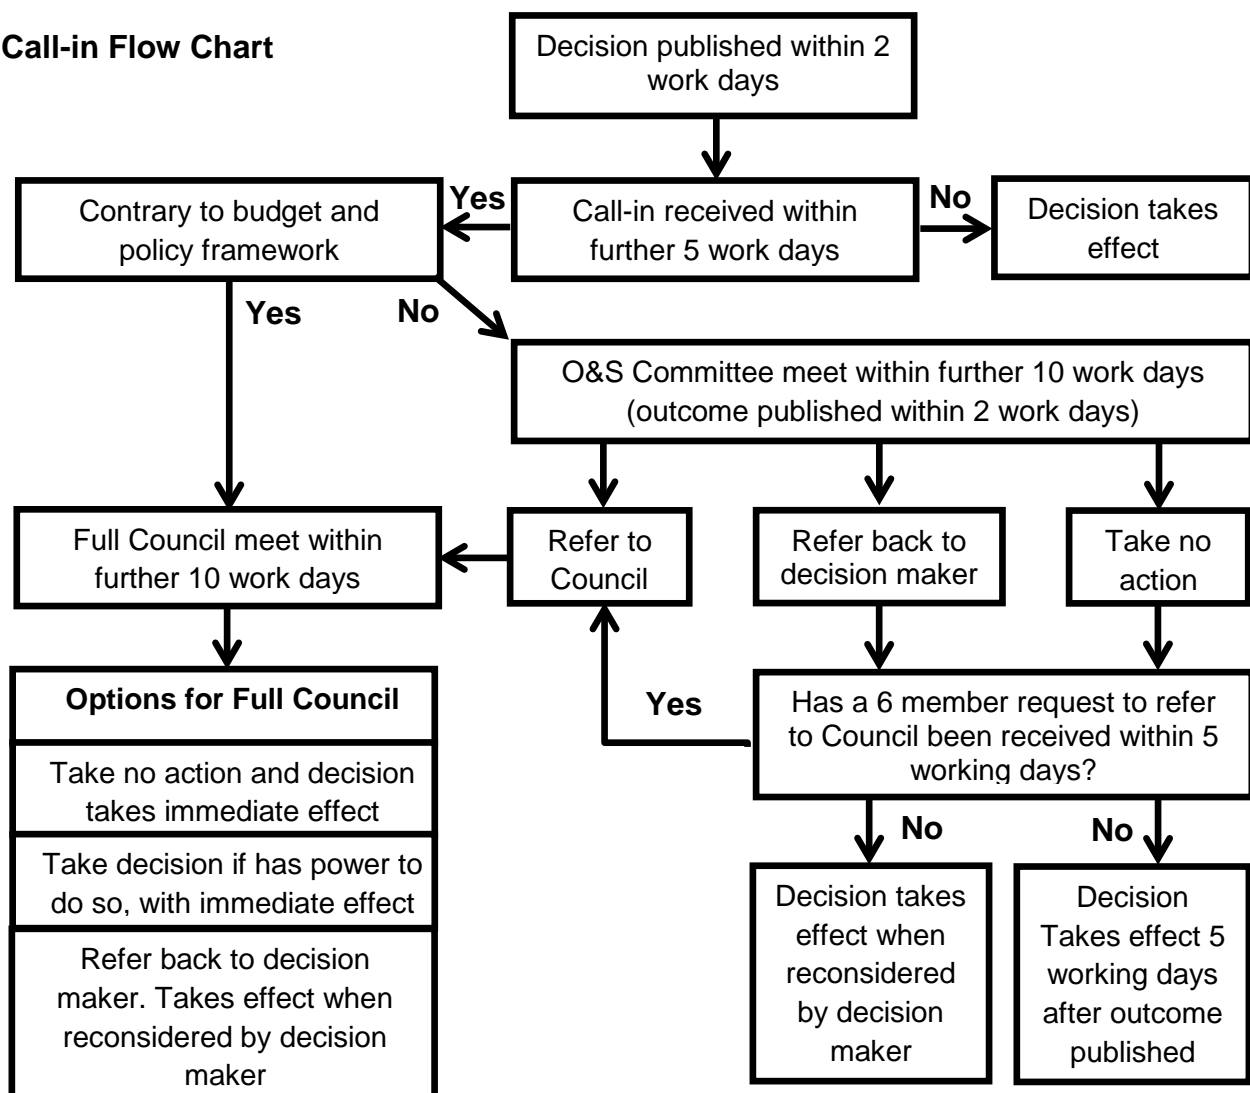 Call-in Flow Chart
Decision published within 2
work days
Contrary to budget and
policy framework
Yes
Call-in received within
further 5 work days
No
Decision takes
effect
Yes
No
O&S Committee meet within further 10 work days
(outcome published within 2 work days)
Full Council meet within
further 10 work days
Refer to
Council
Refer back to
decision maker
Take no
action
Options for Full Council
Take no action and decision
takes immediate effect
Take decision if has power to
do so, with immediate effect
Refer back to decision
maker. Takes effect when
reconsidered by decision
maker
Yes
Has a 6 member request to refer
to Council been received within 5
working days?
No
No
Decision takes
effect when
reconsidered
by decision
maker
Decision
Takes effect 5
working days
after outcome
published